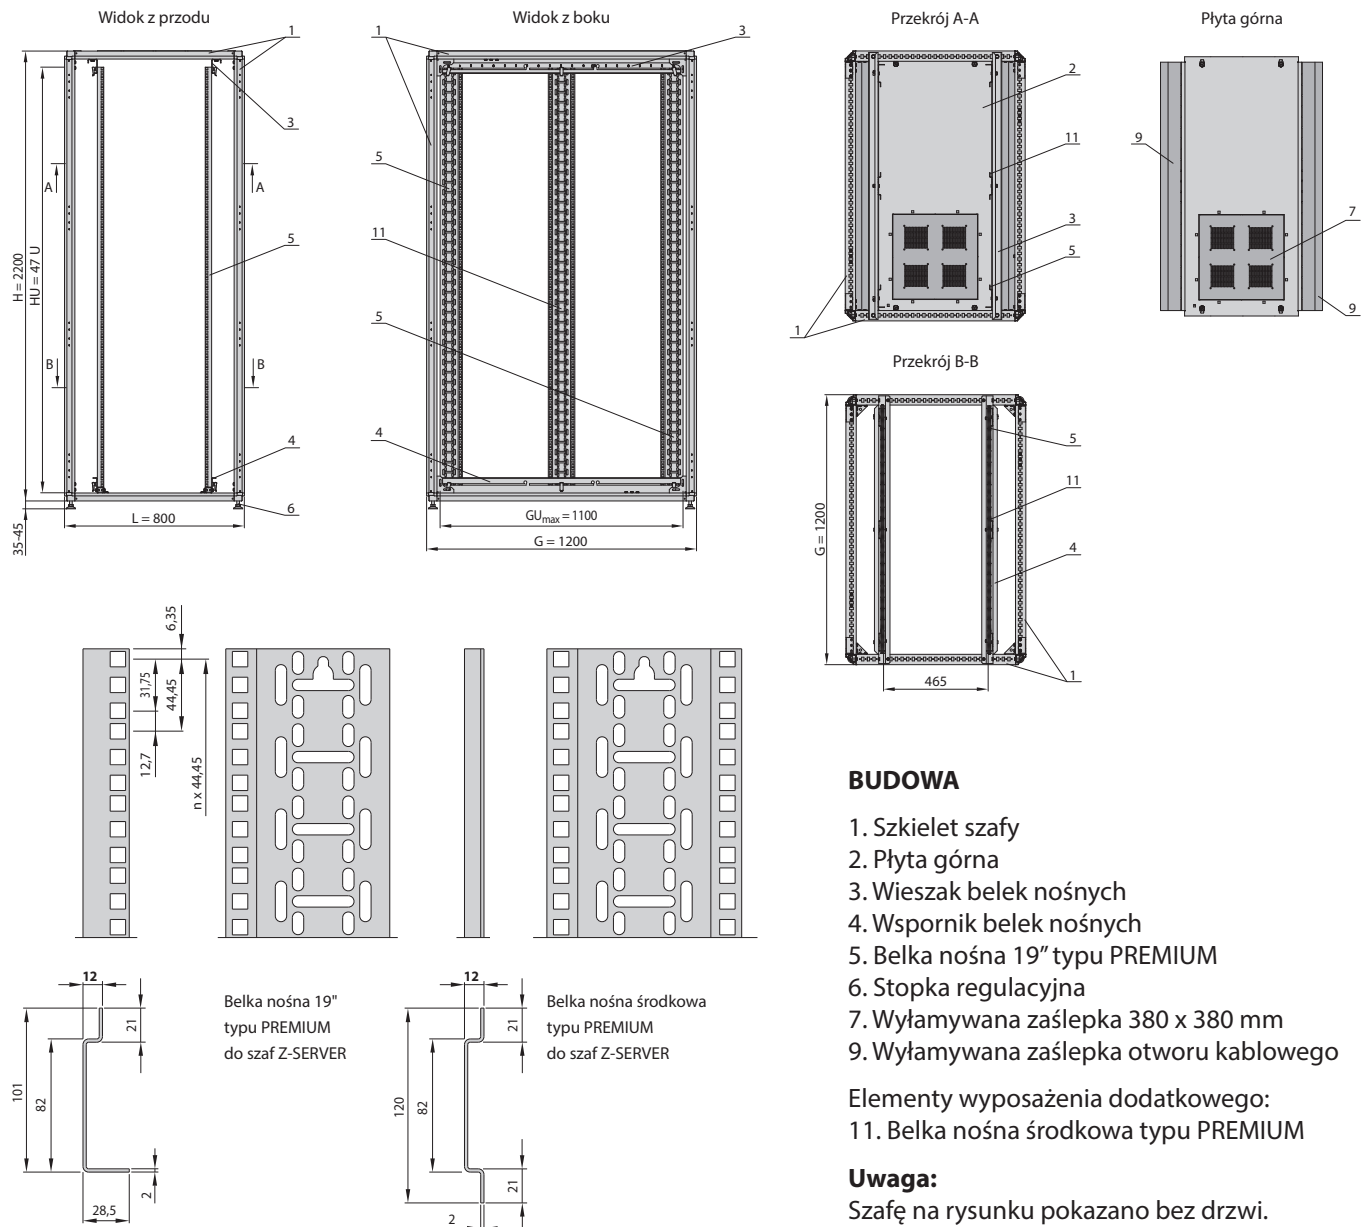 Widok z przodu
Widok z boku
Przekrój A-A
Płyta górna
1
1
3
3
5
5
11
5
4
4
6
A
A
B
B
H = 2200
HU = 47 U
35-45
L = 800
GUmax = 1100
G = 1200
2
11
3
5
1
9
7
9
Przekrój B-B
5
11
4
1
G = 1200
465
6,35
31,75
44,45
12,7
n x 44,45
12
21
101
82
2
28,5
Belka nośna 19"
typu PREMIUM
do szaf Z-SERVER
12
21
120
82
21
2
Belka nośna środkowa
typu PREMIUM
do szaf Z-SERVER
BUDOWA
1. Szkielet szafy
2. Płyta górna
3. Wieszak belek nośnych
4. Wspornik belek nośnych
5. Belka nośna 19” typu PREMIUM
6. Stopka regulacyjna
7. Wyłamywana zaślepka 380 x 380 mm
9. Wyłamywana zaślepka otworu kablowego
Elementy wyposażenia dodatkowego:
11. Belka nośna środkowa typu PREMIUM
Uwaga:
Szafę na rysunku pokazano bez drzwi.